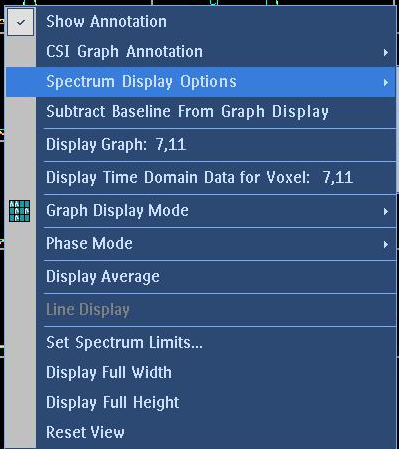 Show Annotation
CSI Graph Annotation
Spectrum Display Options
Subtract Baseline From Graph Display
Display Graph: 7,11
Display Time Domain Data for Voxel: 7,11
Graph Display Mode
Phase Mode
Display Average
Line Display
Set Spectrum Limits...
Display Full Width
Display Full Height
Reset View